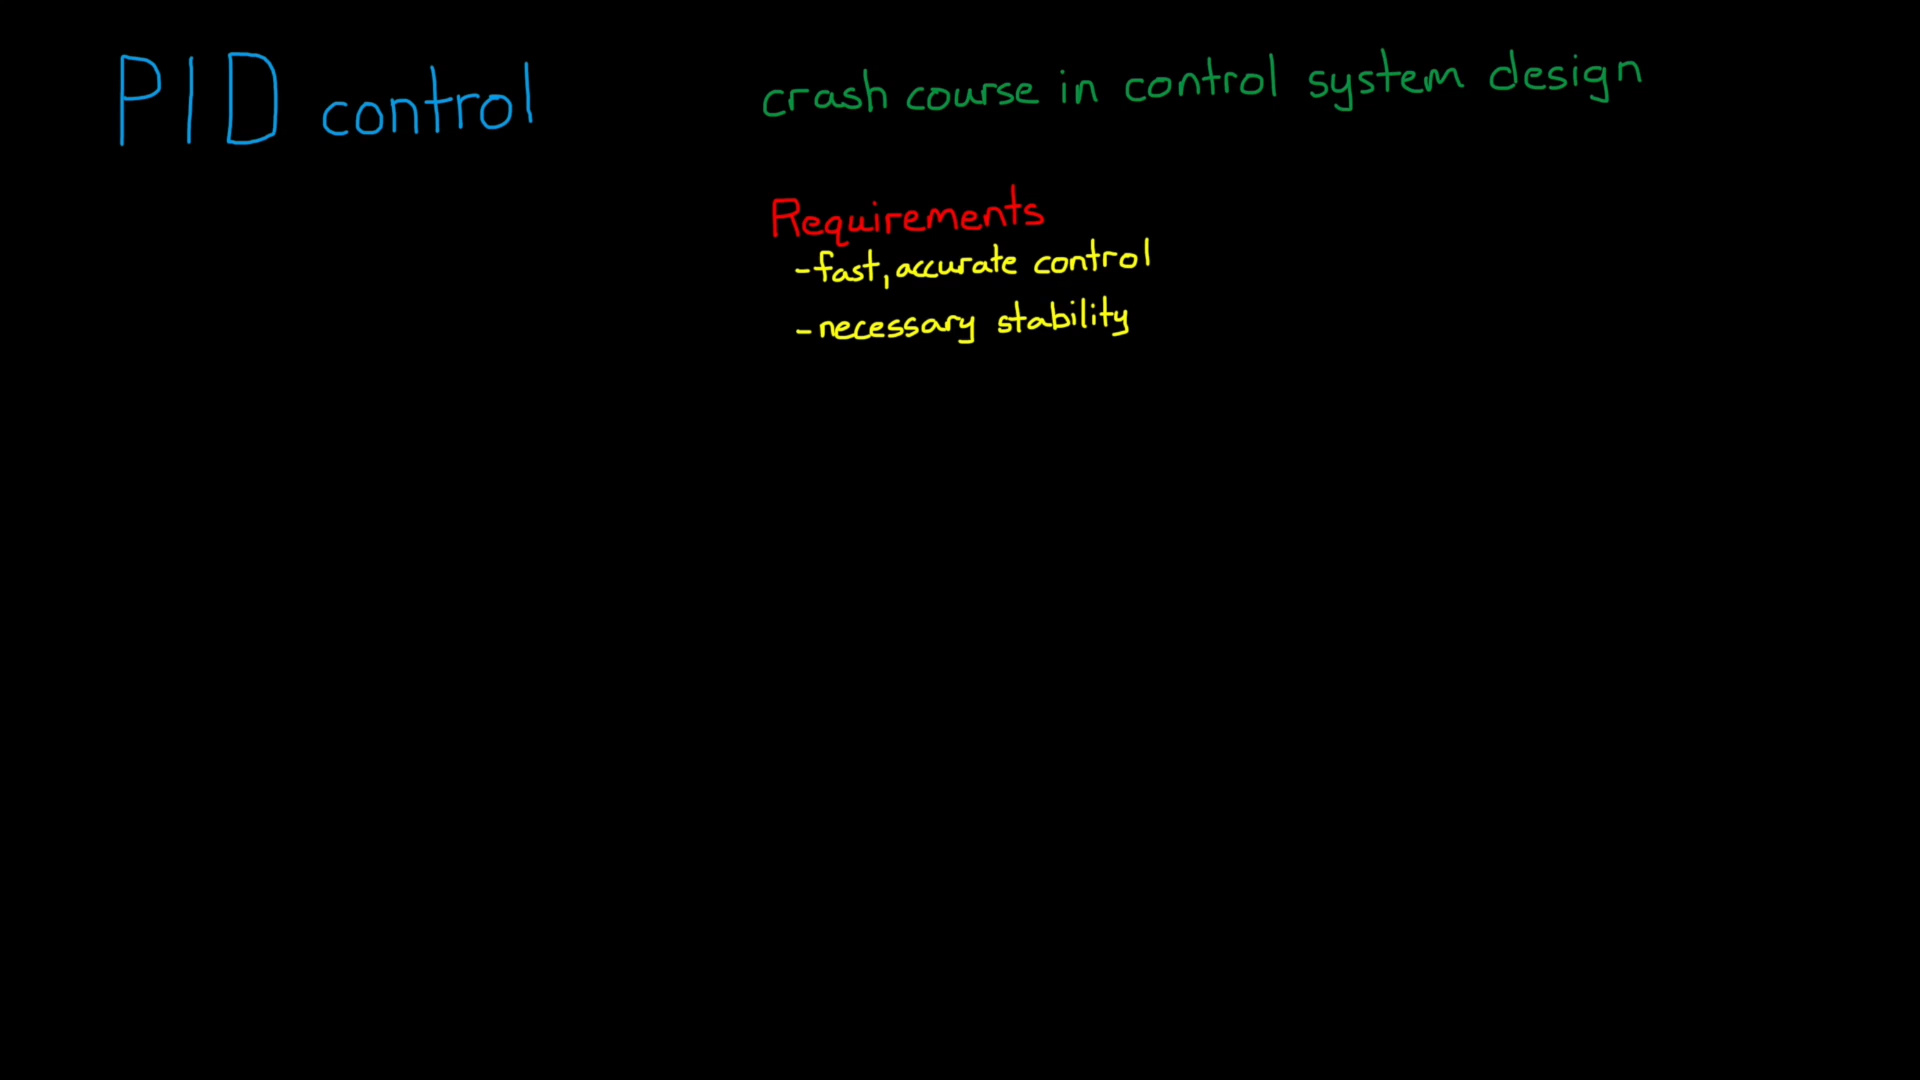 PID control
crash course in control system design
Requirements
-fast, accurate control
-necessary stability